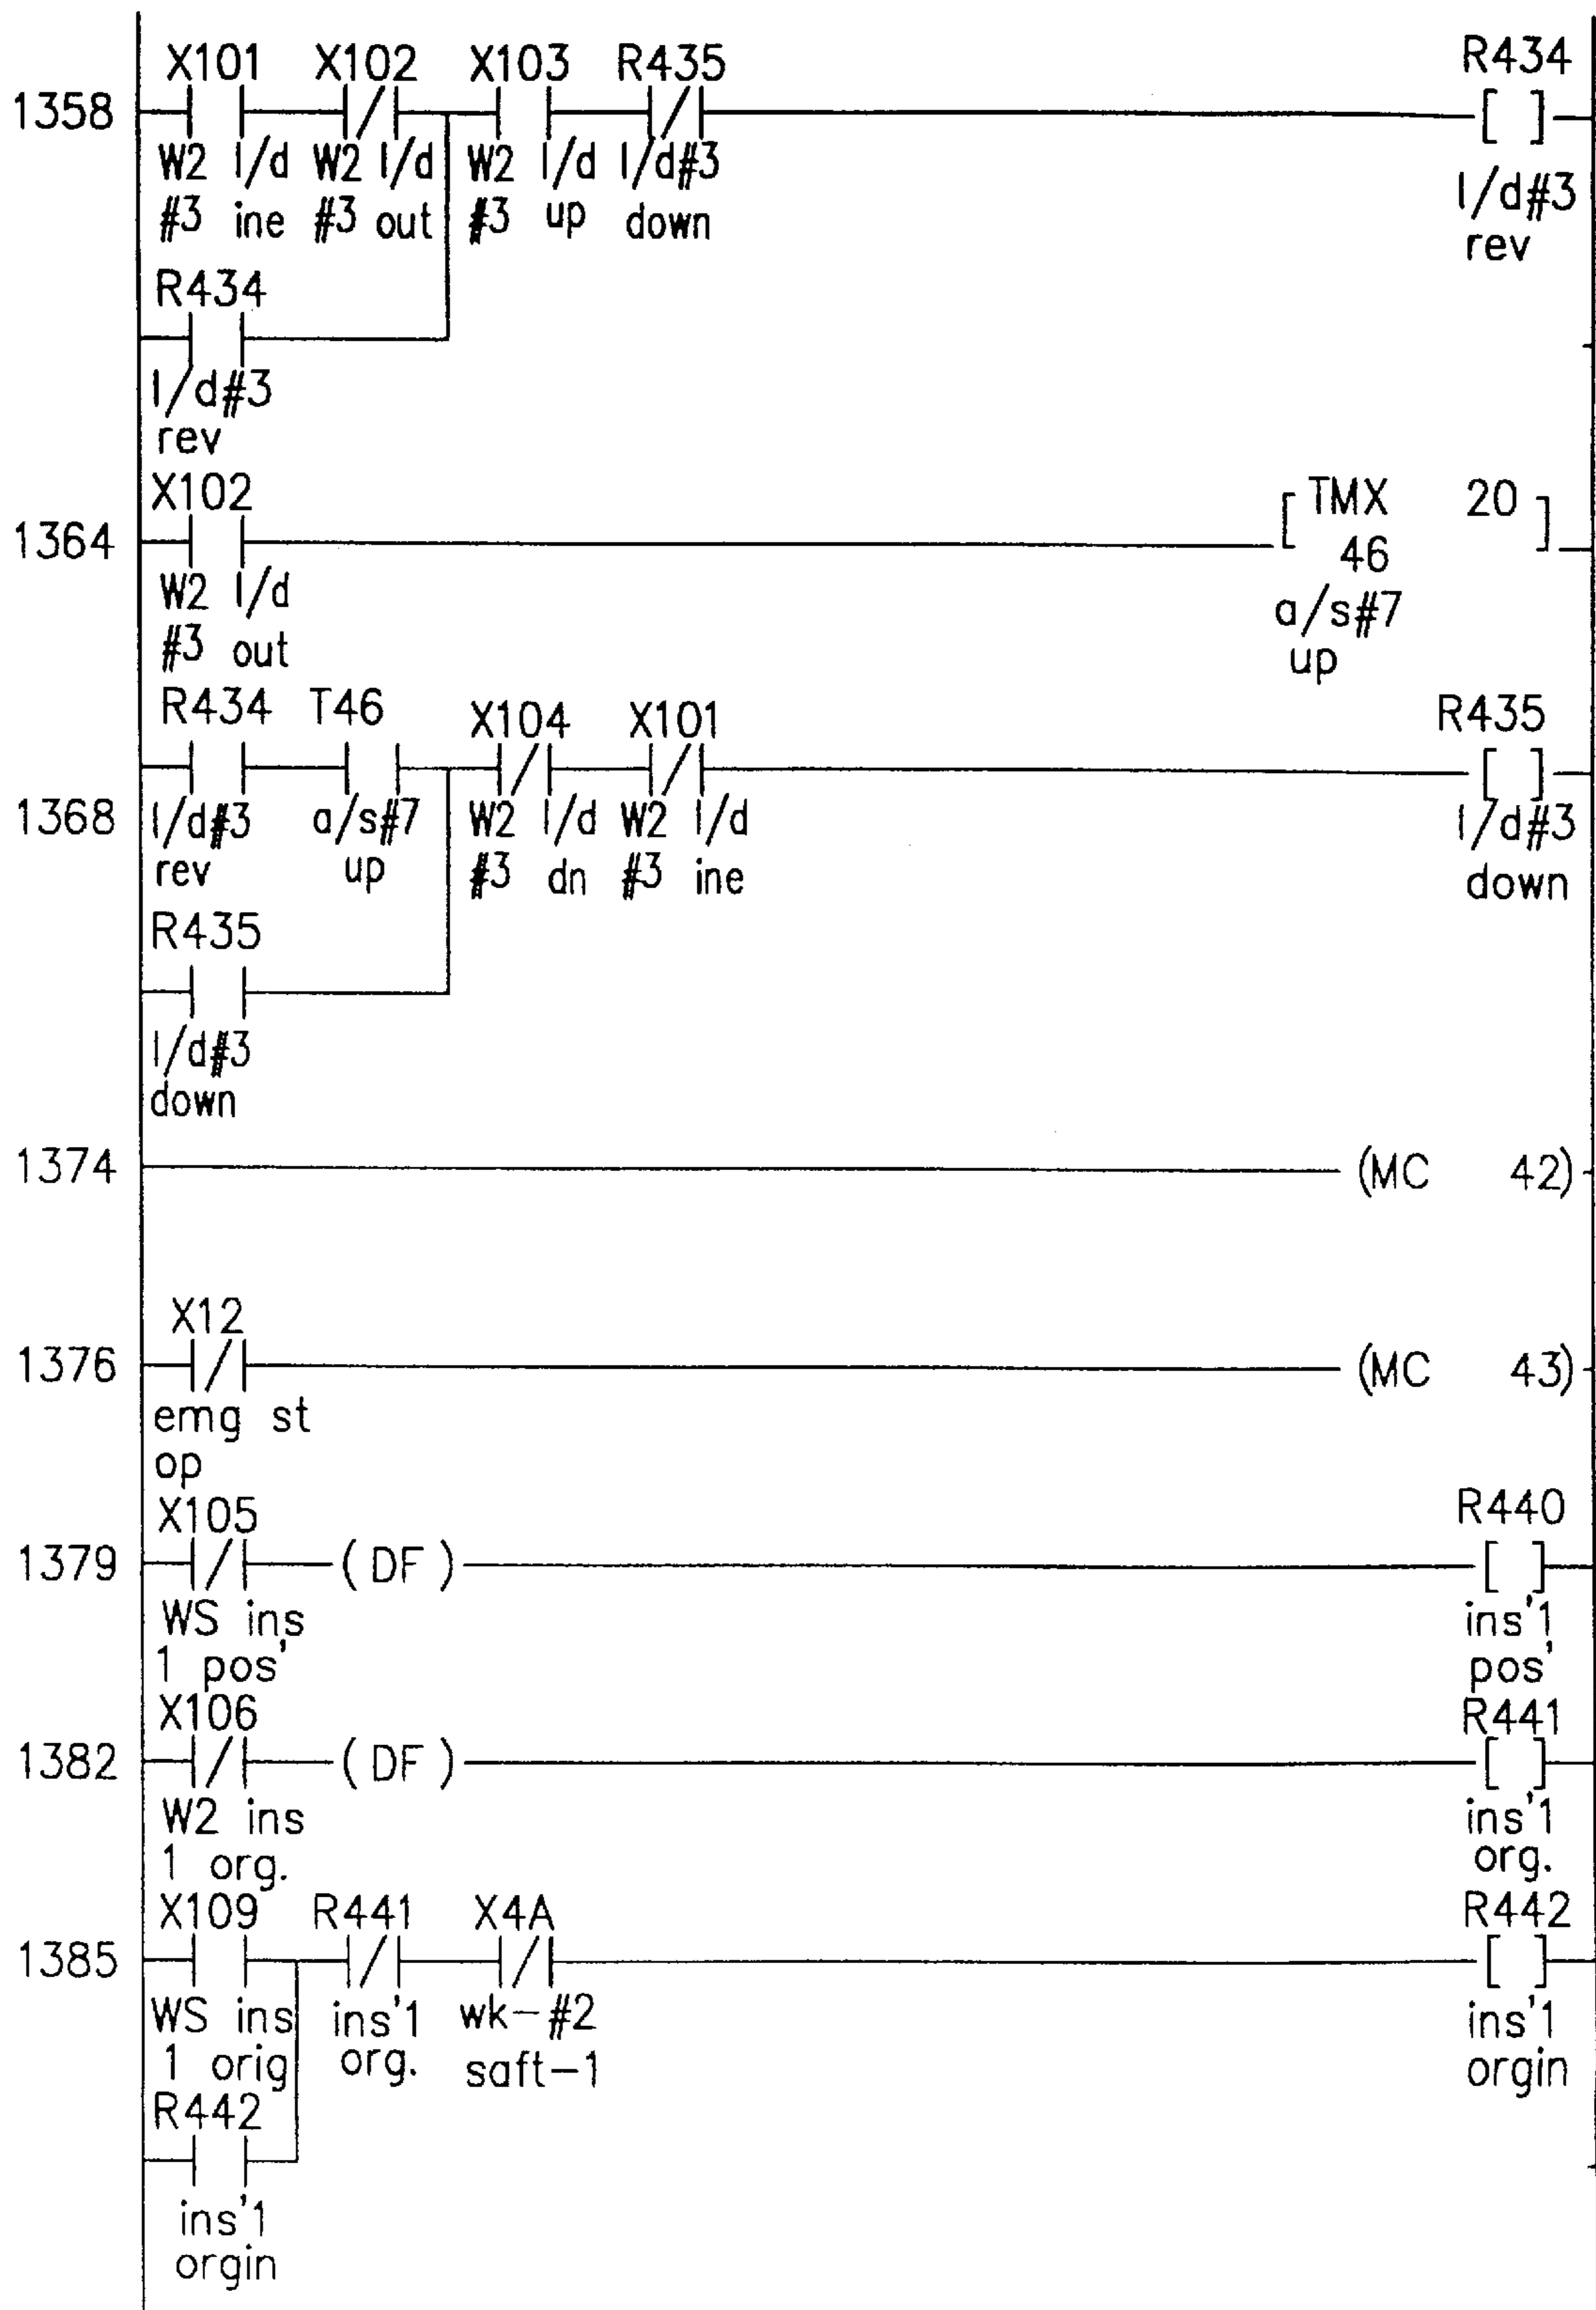 X101 X102 X103 R435 R434
1358 [ ]
W2 l/d W2 l/d W2 l/d l/d#3 l/d#3
#3 ine #3 out #3 up down rev
R434
l/d#3
rev
X102
1364 [ TMX 20 ]
46
W2 l/d a/s#7
#3 out up
R434 T46 X104 X101 R435
[ ]
1368 l/d#3 a/s#7 W2 l/d W2 l/d l/d#3
rev up #3 dn #3 ine down
R435
l/d#3
down
1374 (MC 42)
X12
1376 (MC 43)
emg st
op
X105 R440
1379 ( DF ) [ ]
WS ins ins'1
1 pos' pos'
X106 R441
1382 ( DF ) [ ]
W2 ins ins'1
1 org. org.
X109 R441 X4A R442
1385 [ ]
WS ins ins'1 wk-#2 ins'1
1 orig org. saft-1 orgin
R442
ins'1
orgin